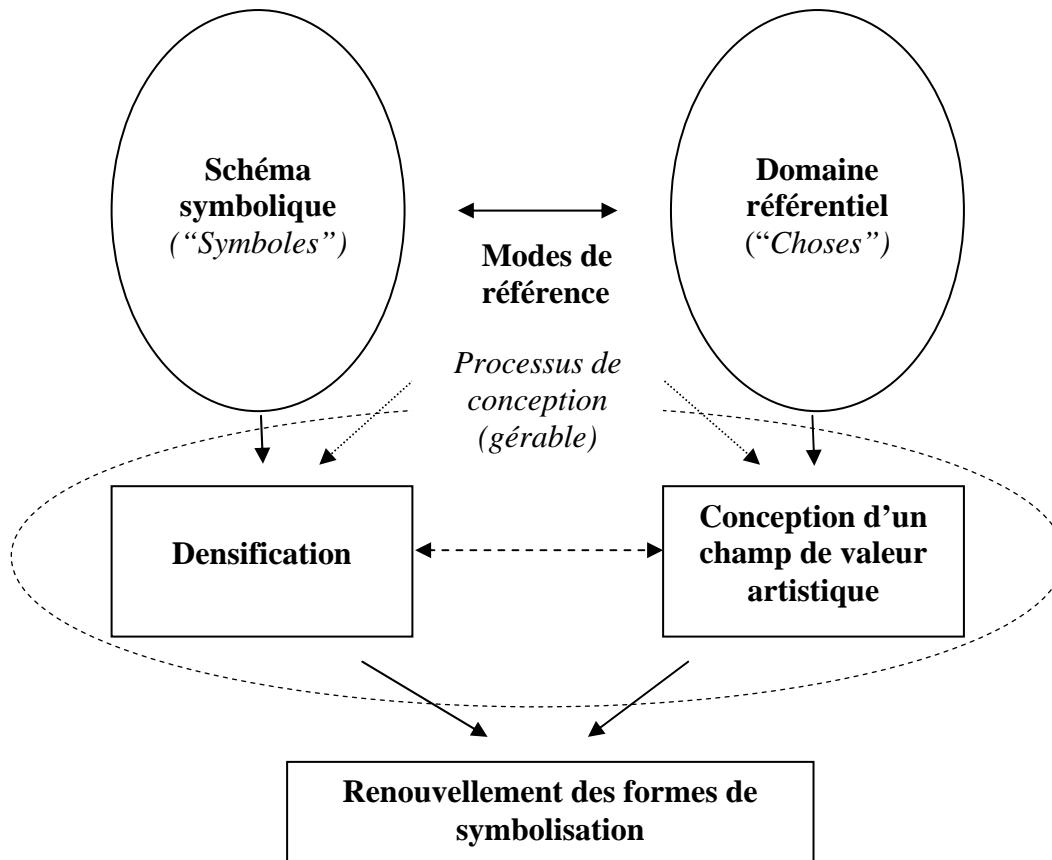 Schéma
symbolique
(“Symboles”)
Domaine
référentiel
(“Choses”)
Modes de
référence
Processus de
conception
(gérable)
Densification
Conception d’un
champ de valeur
artistique
Renouvellement des formes de
symbolisation